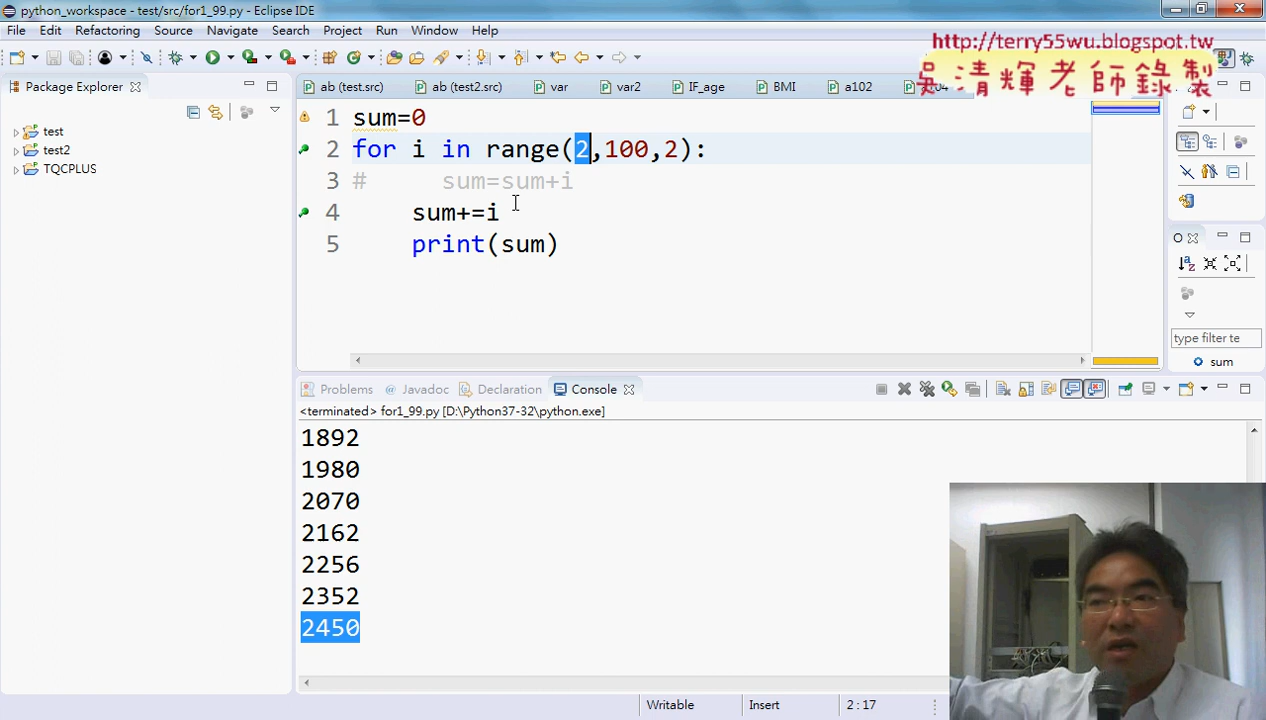 python_workspace - test/src/for1_99.py - Eclipse IDE
File Edit Refactoring Source Navigate Search Project Run Window Help
http://terry55wu.blogspot.tw
吳清輝老師錄製
Package Explorer
ab (test.src) ab (test2.src) var var2 IF_age BMI a102
test
test2
TQCPLUS
1 sum=0
2 for i in range(2,100,2):
3 # sum=sum+i
4 sum+=i
5 print(sum)
O
type filter te
sum
Problems @ Javadoc Declaration Console
<terminated> for1_99.py [D:\Python37-32\python.exe]
1892
1980
2070
2162
2256
2352
2450
Writable Insert 2 : 17